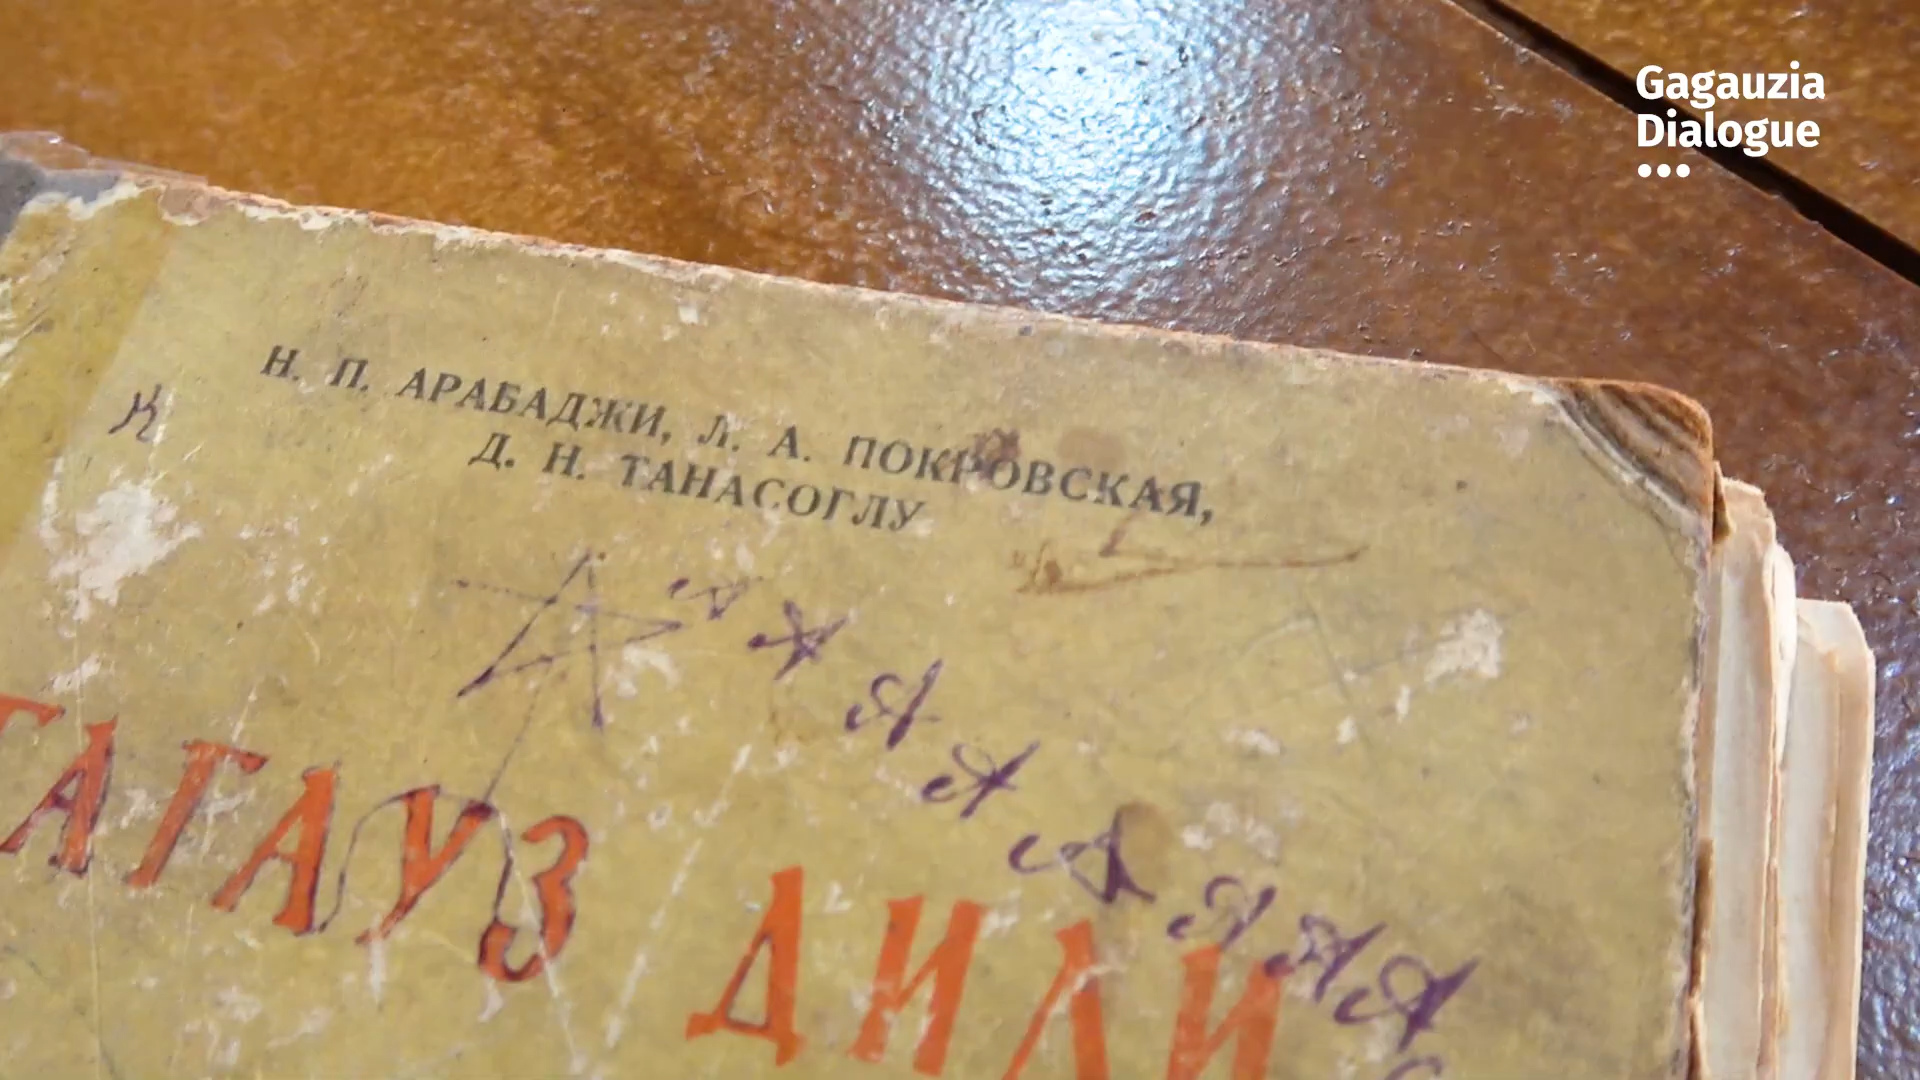 Gagauzia
Dialogue
Н. П. АРАБАДЖИ, Л. А. ПОКРОВСКАЯ,
Д. Н. ТАНАСОГЛУ
ГАГАУЗ ДИЛИ